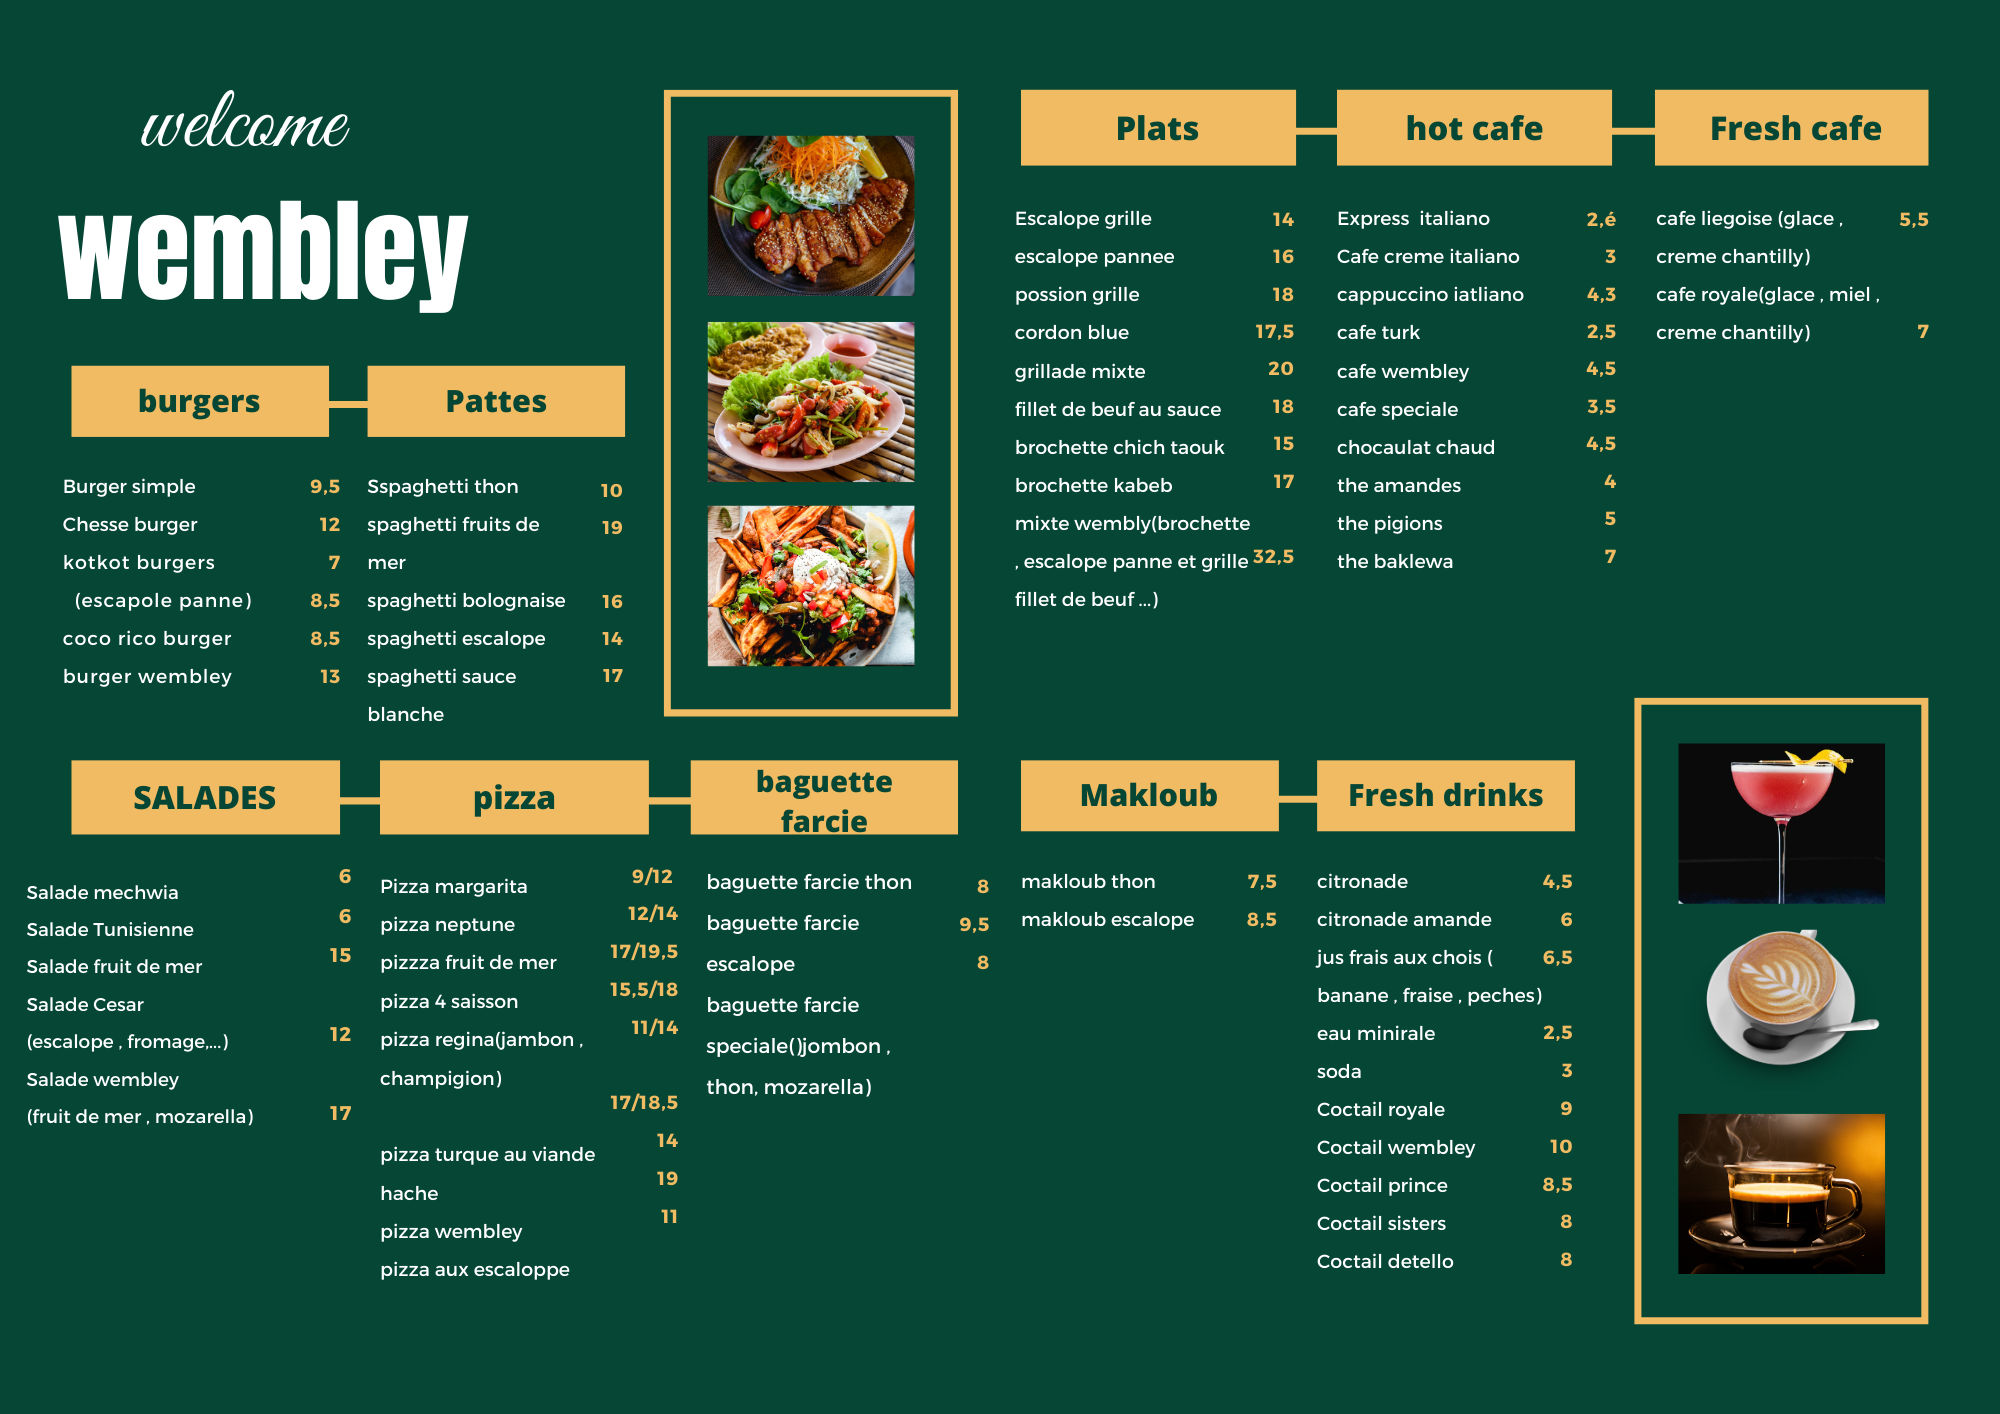 welcome
wembley
burgers
Burger simple 9,5
Chesse burger 12
kotkot burgers 7
(escapole panne) 8,5
coco rico burger 8,5
burger wembley 13
Pattes
Sspaghetti thon 10
spaghetti fruits de 19
mer
spaghetti bolognaise 16
spaghetti escalope 14
spaghetti sauce 17
blanche
SALADES
6
Salade mechwia
6
Salade Tunisienne
15
Salade fruit de mer
Salade Cesar
(escalope , fromage,...) 12
Salade wembley
(fruit de mer , mozarella) 17
pizza
9/12
Pizza margarita
12/14
pizza neptune
17/19,5
pizzza fruit de mer
15,5/18
pizza 4 saisson
11/14
pizza regina(jambon ,
champigion)
17/18,5
14
pizza turque au viande
19
hache
11
pizza wembley
pizza aux escaloppe
baguette
farcie
baguette farcie thon 8
baguette farcie 9,5
escalope 8
baguette farcie
speciale()jombon ,
thon, mozarella)
Plats
Escalope grille 14
escalope pannee 16
possion grille 18
cordon blue 17,5
grillade mixte 20
fillet de beuf au sauce 18
brochette chich taouk 15
brochette kabeb 17
mixte wembly(brochette
, escalope panne et grille 32,5
fillet de beuf ...)
hot cafe
Express italiano 2,é
Cafe creme italiano 3
cappuccino iatliano 4,3
cafe turk 2,5
cafe wembley 4,5
cafe speciale 3,5
chocaulat chaud 4,5
the amandes 4
the pigions 5
the baklewa 7
Fresh cafe
cafe liegoise (glace , 5,5
creme chantilly)
cafe royale(glace , miel ,
creme chantilly) 7
Makloub
makloub thon 7,5
makloub escalope 8,5
Fresh drinks
citronade 4,5
citronade amande 6
jus frais aux chois ( 6,5
banane , fraise , peches)
eau minirale 2,5
soda 3
Coctail royale 9
Coctail wembley 10
Coctail prince 8,5
Coctail sisters 8
Coctail detello 8